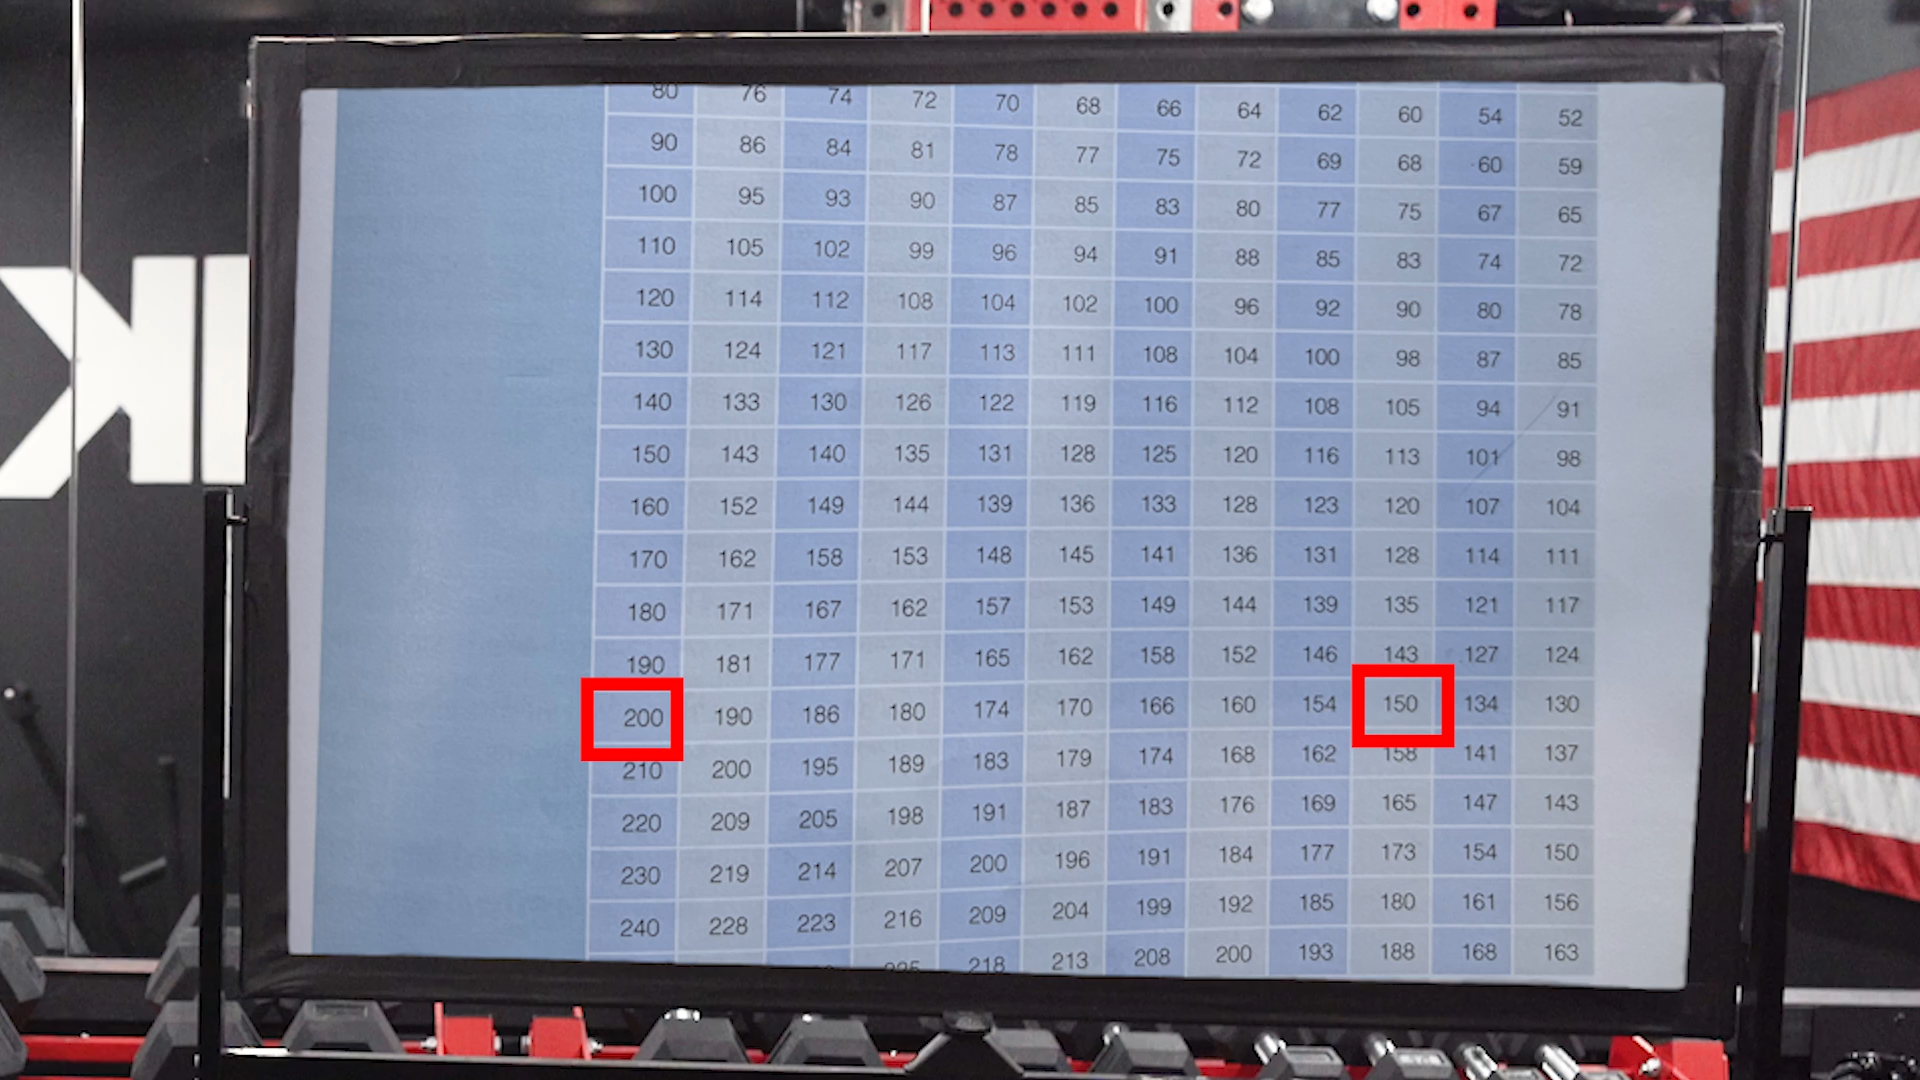 80 76 74 72 70 68 66 64 62 60 54 52
90 86 84 81 78 77 75 72 69 68 60 59
100 95 93 90 87 85 83 80 77 75 67 65
110 105 102 99 96 94 91 88 85 83 74 72
120 114 112 108 104 102 100 96 92 90 80 78
130 124 121 117 113 111 108 104 100 98 87 85
140 133 130 126 122 119 116 112 108 105 94 91
150 143 140 135 131 128 125 120 116 113 101 98
160 152 149 144 139 136 133 128 123 120 107 104
170 162 158 153 148 145 141 136 131 128 114 111
180 171 167 162 157 153 149 144 139 135 121 117
190 181 177 171 165 162 158 152 146 143 127 124
200 190 186 180 174 170 166 160 154 150 134 130
210 200 195 189 183 179 174 168 162 158 141 137
220 209 205 198 191 187 183 176 169 165 147 143
230 219 214 207 200 196 191 184 177 173 154 150
240 228 223 216 209 204 199 192 185 180 161 156
218 213 208 200 193 188 168 163